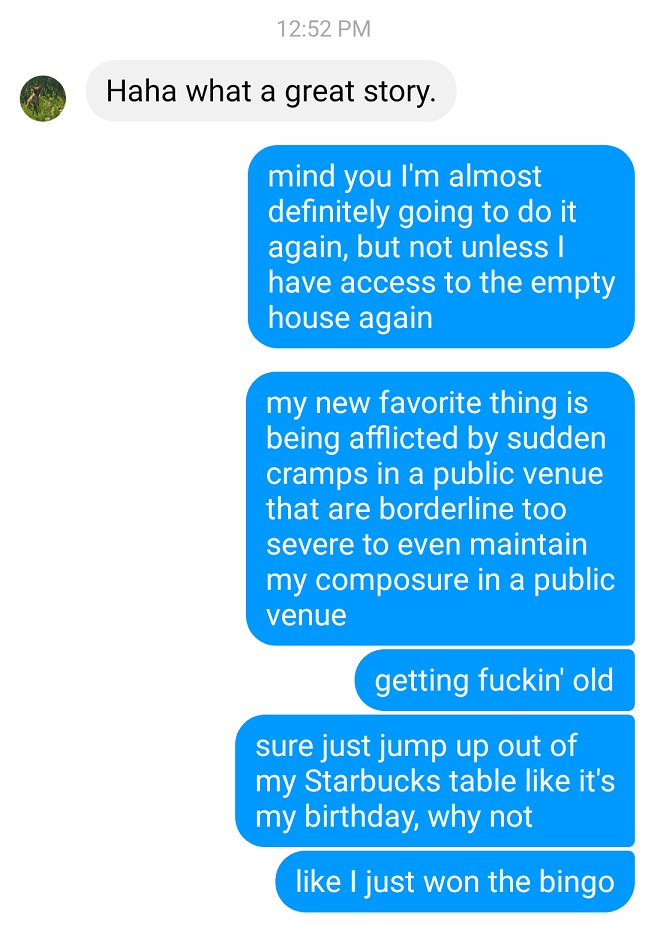 12:52 PM
Haha what a great story.
mind you I'm almost
definitely going to do it
again, but not unless I
have access to the empty
house again
my new favorite thing is
being afflicted by sudden
cramps in a public venue
that are borderline too
severe to even maintain
my composure in a public
venue
getting fuckin' old
sure just jump up out of
my Starbucks table like it's
my birthday, why not
like I just won the bingo